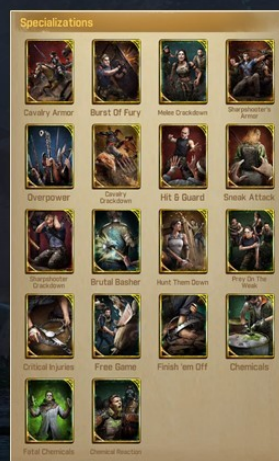 Specializations
Cavalry Armor
Burst Of Fury
Melee Crackdown
Sharpshooter's
Armor
Overpower
Cavalry
Crackdown
Hit & Guard
Sneak Attack
Sharpshooter
Crackdown
Brutal Basher
Hunt Them Down
Prey On The
Weak
Critical Injuries
Free Game
Finish 'em Off
Chemicals
Fatal Chemicals
Chemical Reaction